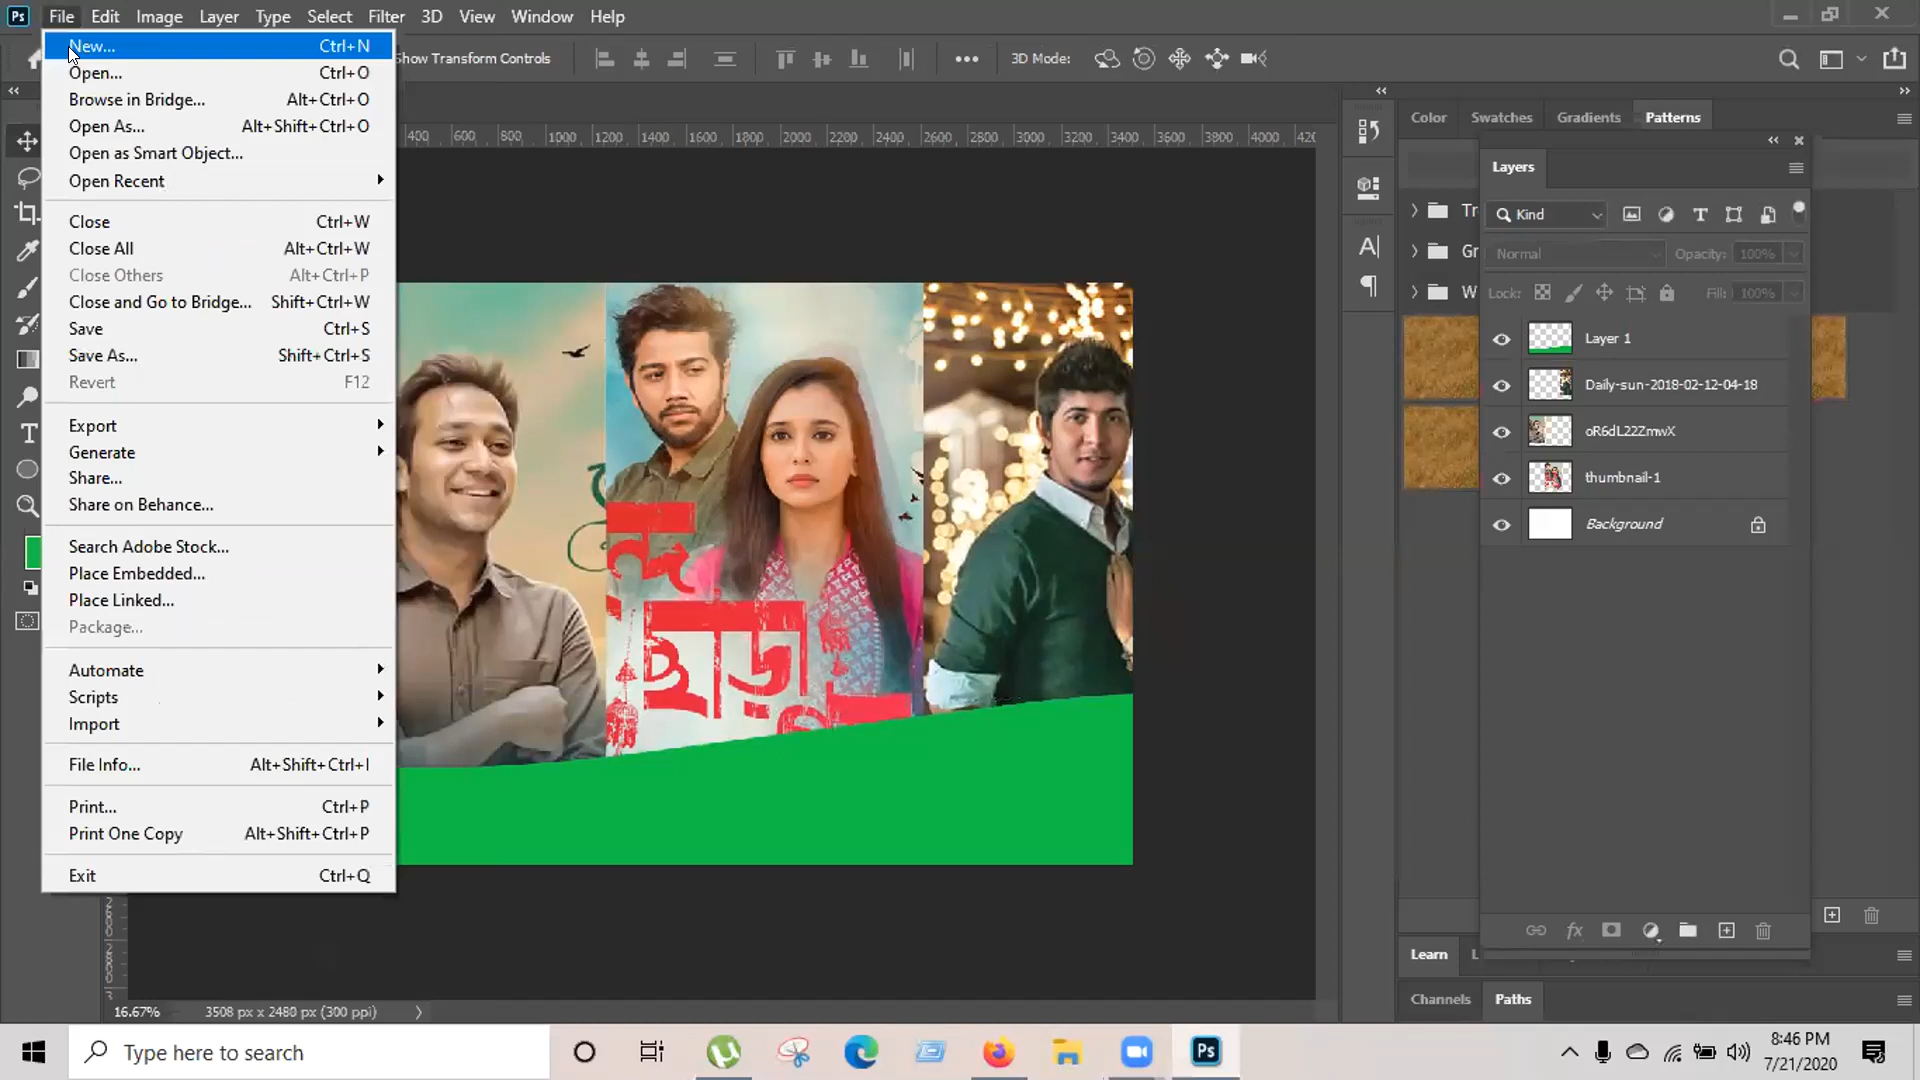 Ps File Edit Image Layer Type Select Filter 3D View Window Help
New... Ctrl+N
Show Transform Controls
3D Mode:
Open... Ctrl+O
Browse in Bridge... Alt+Ctrl+O
Open As... Alt+Shift+Ctrl+O
Open as Smart Object...
Open Recent
Close Ctrl+W
Close All Alt+Ctrl+W
Close Others Alt+Ctrl+P
Close and Go to Bridge... Shift+Ctrl+W
Save Ctrl+S
Save As... Shift+Ctrl+S
Revert F12
Export
Generate
Share...
Share on Behance...
Search Adobe Stock...
Place Embedded...
Place Linked...
Package...
Automate
Scripts
Import
File Info... Alt+Shift+Ctrl+I
Print... Ctrl+P
Print One Copy Alt+Shift+Ctrl+P
Exit Ctrl+Q
400 600 800 1000 1200 1400 1600 1800 2000 2200 2400 2600 2800 3000 3200 3400 3600 3800 4000
ছাড়া
Color Swatches Gradients Patterns
Layers
Kind
Normal Opacity: 100%
Lock: Fill: 100%
Layer 1
Daily-sun-2018-02-12-04-18
oR6dL22ZmwX
thumbnail-1
Background
Learn
Channels Paths
16.67% 3508 px x 2480 px (300 ppi)
Type here to search
Ps
8:46 PM
7/21/2020